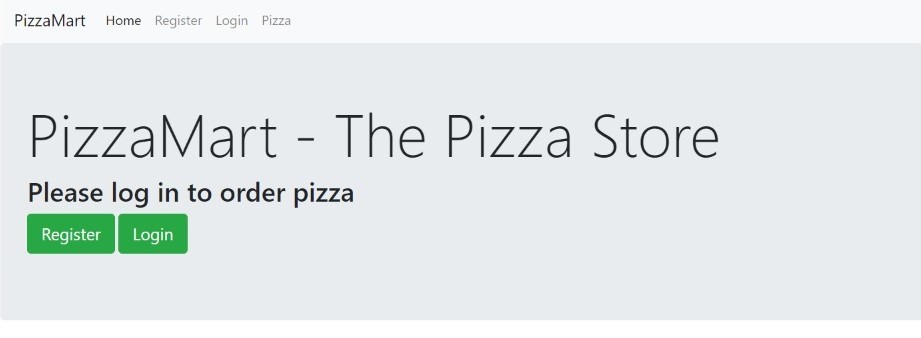 PizzaMart Home Register Login Pizza
PizzaMart - The Pizza Store
Please log in to order pizza
Register Login